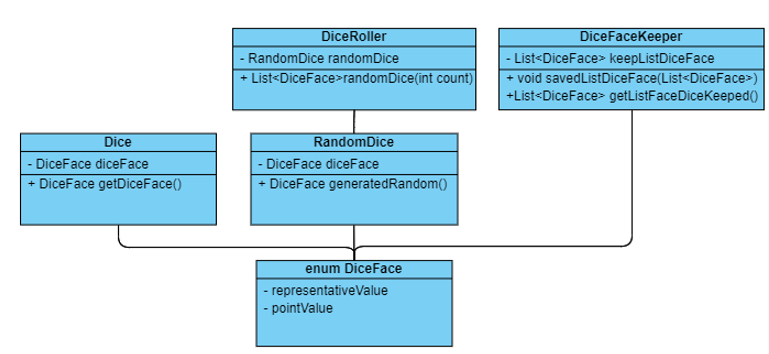 DiceRoller
- RandomDice randomDice
+ List<DiceFace>randomDice(int count)
DiceFaceKeeper
- List<DiceFace> keepListDiceFace
+ void savedListDiceFace(List<DiceFace>)
+List<DiceFace> getListFaceDiceKeeped()
Dice
- DiceFace diceFace
+ DiceFace getDiceFace()
RandomDice
- DiceFace diceFace
+ DiceFace generatedRandom()
enum DiceFace
- representativeValue
- pointValue